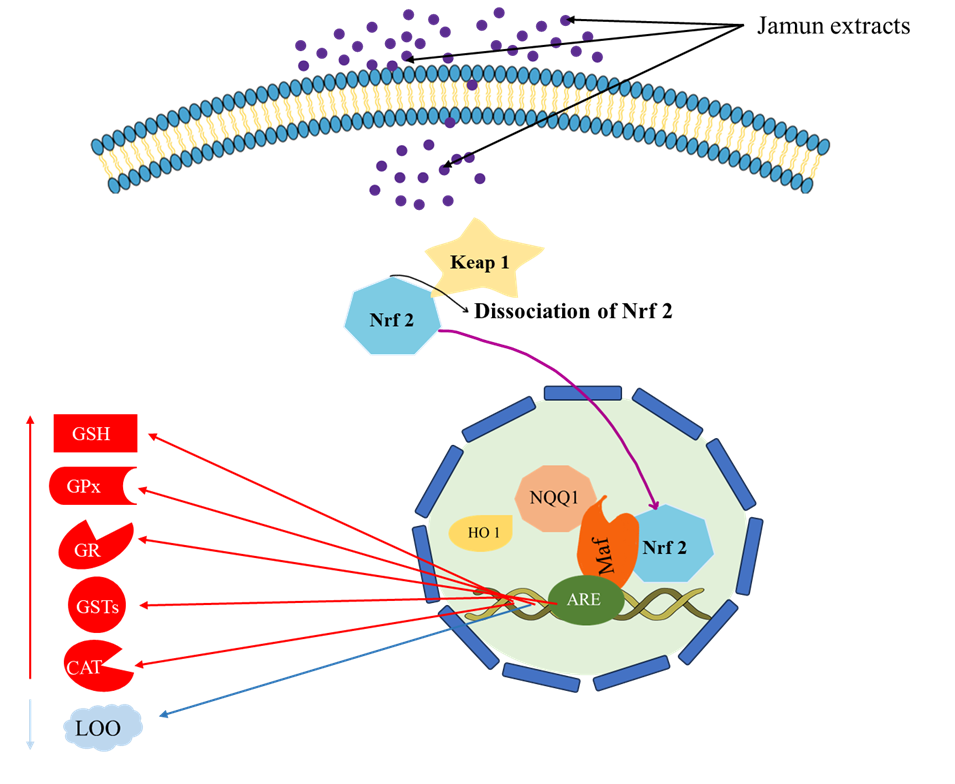 Jamun extracts
Keap 1
Nrf 2
Dissociation of Nrf 2
GSH
GPx
GR
GSTs
CAT
LOO
NQQ1
HO 1
Maf
Nrf 2
ARE